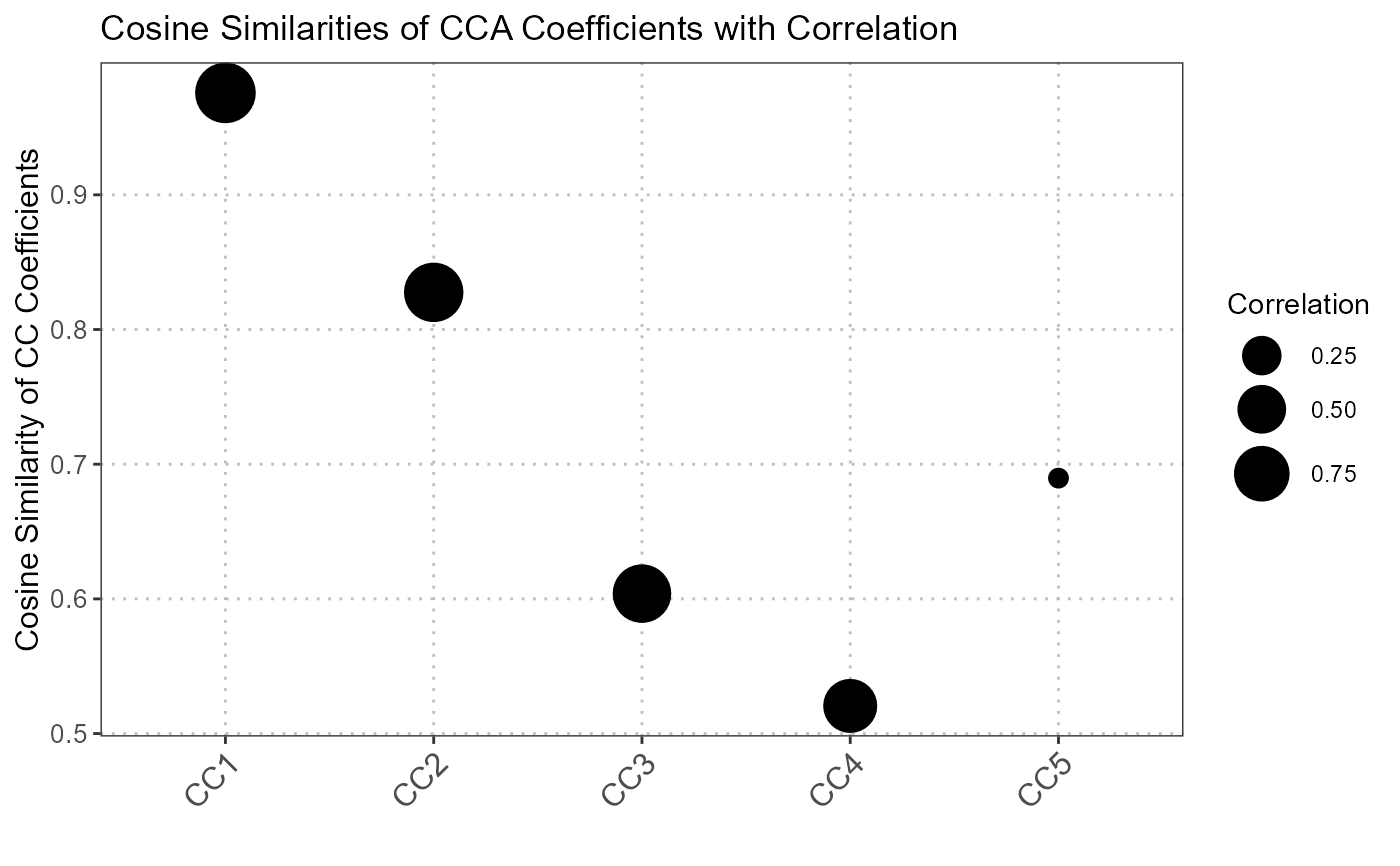 Cosine Similarities of CCA Coefficients with Correlation
Cosine Similarity of CC Coefficients
0.9
0.8
0.7
0.6
0.5
CC1
CC2
CC3
CC4
CC5
Correlation
0.25
0.50
0.75